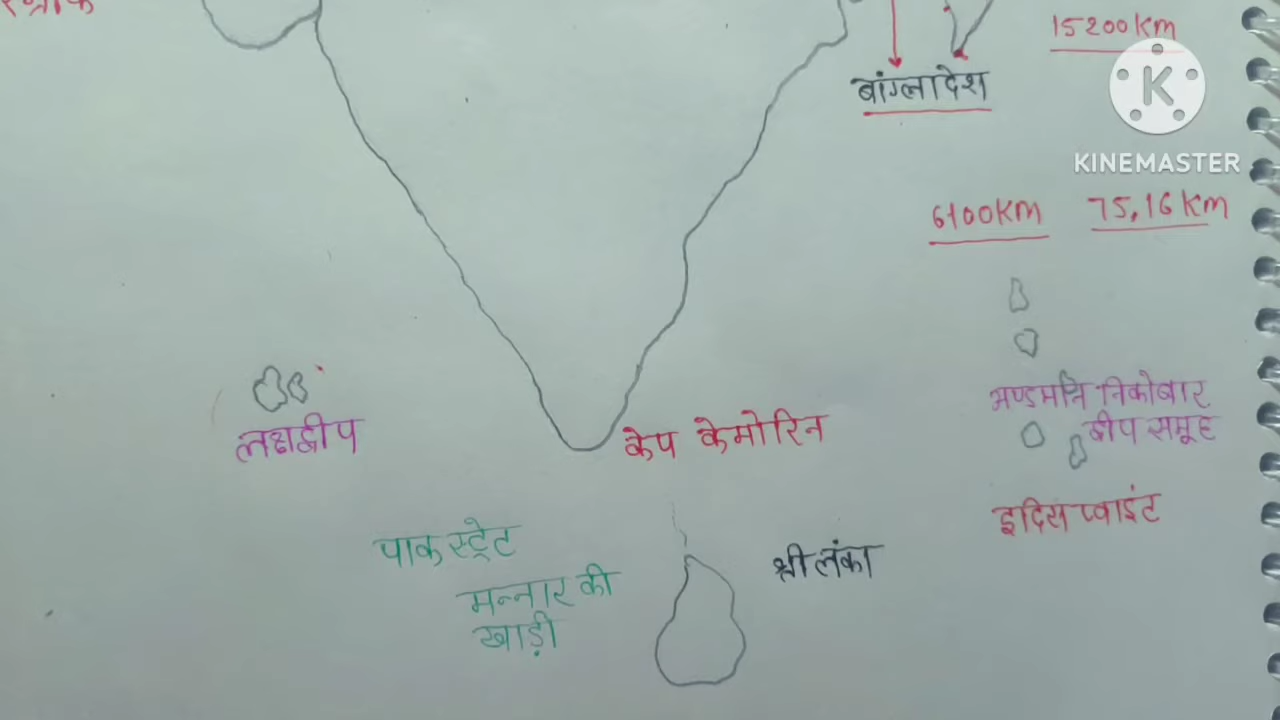 15200km
बांग्लादेश
KINEMASTER
6100KM 75,16 Km
लक्षद्वीप
केप केमोरिन
अण्डमान निकोबार
द्वीप समूह
इंदिरा प्वाइंट
पाक स्ट्रेट
श्री लंका
मन्नार की
खाड़ी